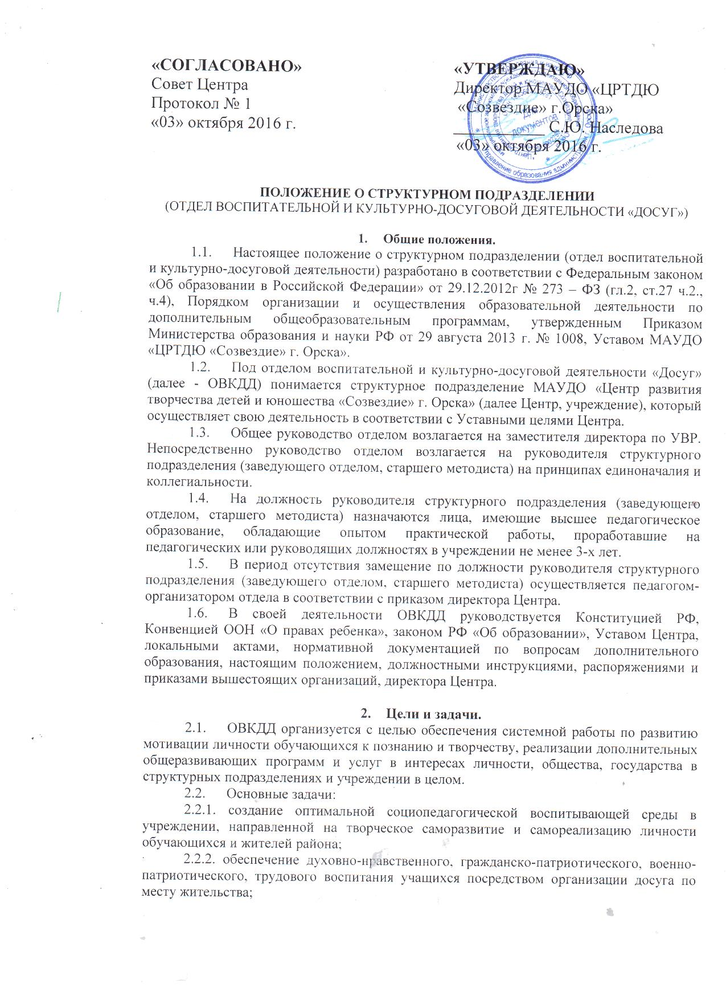 «СОГЛАСОВАНО»
Совет Центра
Протокол № 1
«03» октября 2016 г.
«УТВЕРЖДАЮ»
Директор МАУДО «ЦРТДЮ
«Созвездие» г.Орска»
____________ С.Ю. Наследова
«03» октября 2016 г.
Для
документов
Управление образования администрации г. Орска
ПОЛОЖЕНИЕ О СТРУКТУРНОМ ПОДРАЗДЕЛЕНИИ
(ОТДЕЛ ВОСПИТАТЕЛЬНОЙ И КУЛЬТУРНО-ДОСУГОВОЙ ДЕЯТЕЛЬНОСТИ «ДОСУГ»)
1. Общие положения.
1.1. Настоящее положение о структурном подразделении (отдел воспитательной
и культурно-досуговой деятельности) разработано в соответствии с Федеральным законом
«Об образовании в Российской Федерации» от 29.12.2012г № 273 – ФЗ (гл.2, ст.27 ч.2.,
ч.4), Порядком организации и осуществления образовательной деятельности по
дополнительным общеобразовательным программам, утвержденным Приказом
Министерства образования и науки РФ от 29 августа 2013 г. № 1008, Уставом МАУДО
«ЦРТДЮ «Созвездие» г. Орска».
1.2. Под отделом воспитательной и культурно-досуговой деятельности «Досуг»
(далее - ОВКДД) понимается структурное подразделение МАУДО «Центр развития
творчества детей и юношества «Созвездие» г. Орска» (далее Центр, учреждение), который
осуществляет свою деятельность в соответствии с Уставными целями Центра.
1.3. Общее руководство отделом возлагается на заместителя директора по УВР.
Непосредственно руководство отделом возлагается на руководителя структурного
подразделения (заведующего отделом, старшего методиста) на принципах единоначалия и
коллегиальности.
1.4. На должность руководителя структурного подразделения (заведующего
отделом, старшего методиста) назначаются лица, имеющие высшее педагогическое
образование, обладающие опытом практической работы, проработавшие на
педагогических или руководящих должностях в учреждении не менее 3-х лет.
1.5. В период отсутствия замещение по должности руководителя структурного
подразделения (заведующего отделом, старшего методиста) осуществляется педагогом-
организатором отдела в соответствии с приказом директора Центра.
1.6. В своей деятельности ОВКДД руководствуется Конституцией РФ,
Конвенцией ООН «О правах ребенка», законом РФ «Об образовании», Уставом Центра,
локальными актами, нормативной документацией по вопросам дополнительного
образования, настоящим положением, должностными инструкциями, распоряжениями и
приказами вышестоящих организаций, директора Центра.
2. Цели и задачи.
2.1. ОВКДД организуется с целью обеспечения системной работы по развитию
мотивации личности обучающихся к познанию и творчеству, реализации дополнительных
общеразвивающих программ и услуг в интересах личности, общества, государства в
структурных подразделениях и учреждении в целом.
2.2. Основные задачи:
2.2.1. создание оптимальной социопедагогической воспитывающей среды в
учреждении, направленной на творческое саморазвитие и самореализацию личности
обучающихся и жителей района;
2.2.2. обеспечение духовно-нравственного, гражданско-патриотического, военно-
патриотического, трудового воспитания учащихся посредством организации досуга по
месту жительства;